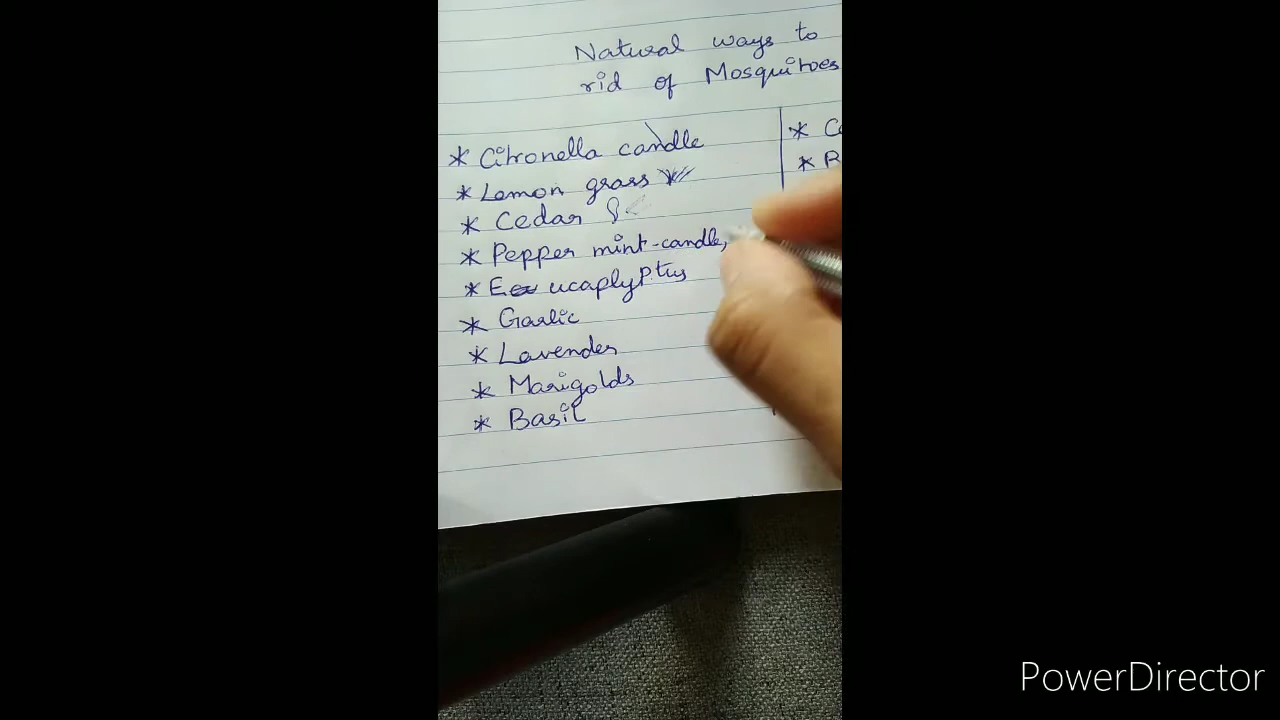 Natural ways to
rid of Mosquitoes
* Citronella candle
* Lemon grass
* Cedar
* Pepper mint-candle,
* E ucaplyptus
* Garlic
* Lavender
* Marigolds
* Basil
PowerDirector